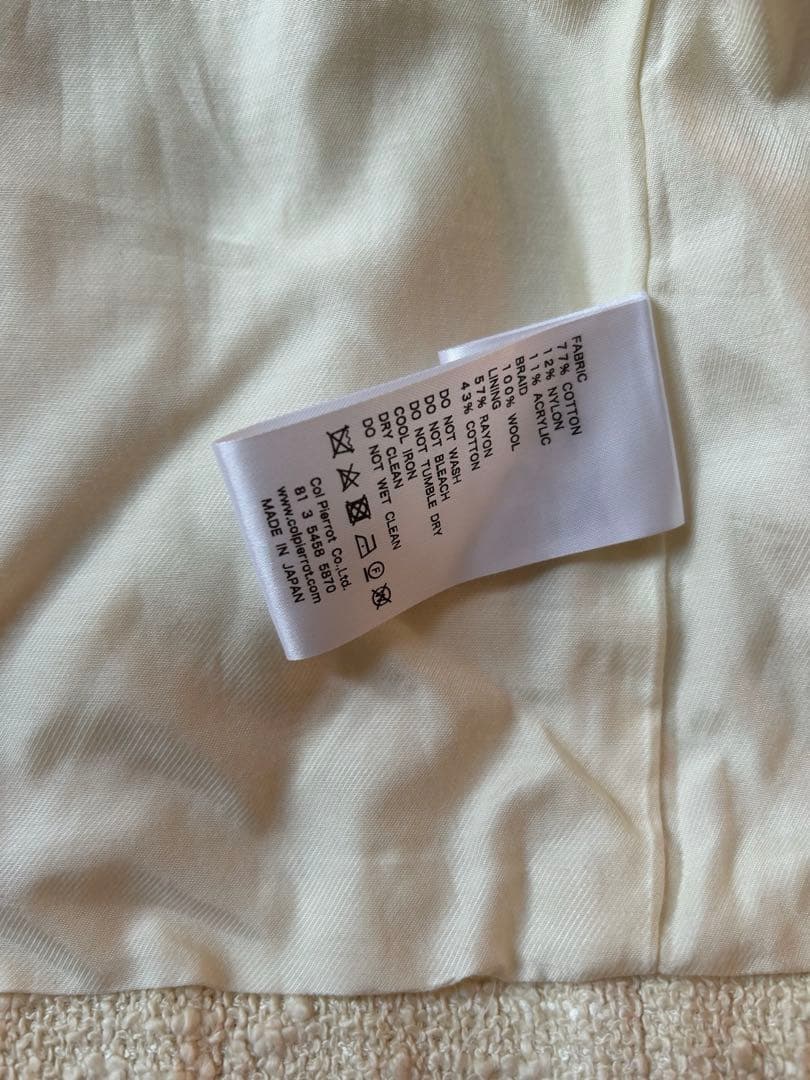 FABRIC
77% COTTON
12% NYLON
11% ACRYLIC
BRAID
100% WOOL
LINING
57% RAYON
43% COTTON
DO NOT WASH
DO NOT BLEACH
DO NOT TUMBLE DRY
COOL IRON
DRY CLEAN
DO NOT WET CLEAN
F
W
Col Pierrot Co.,Ltd.
81 3 5458 5870
www.colpierrot.com
MADE IN JAPAN